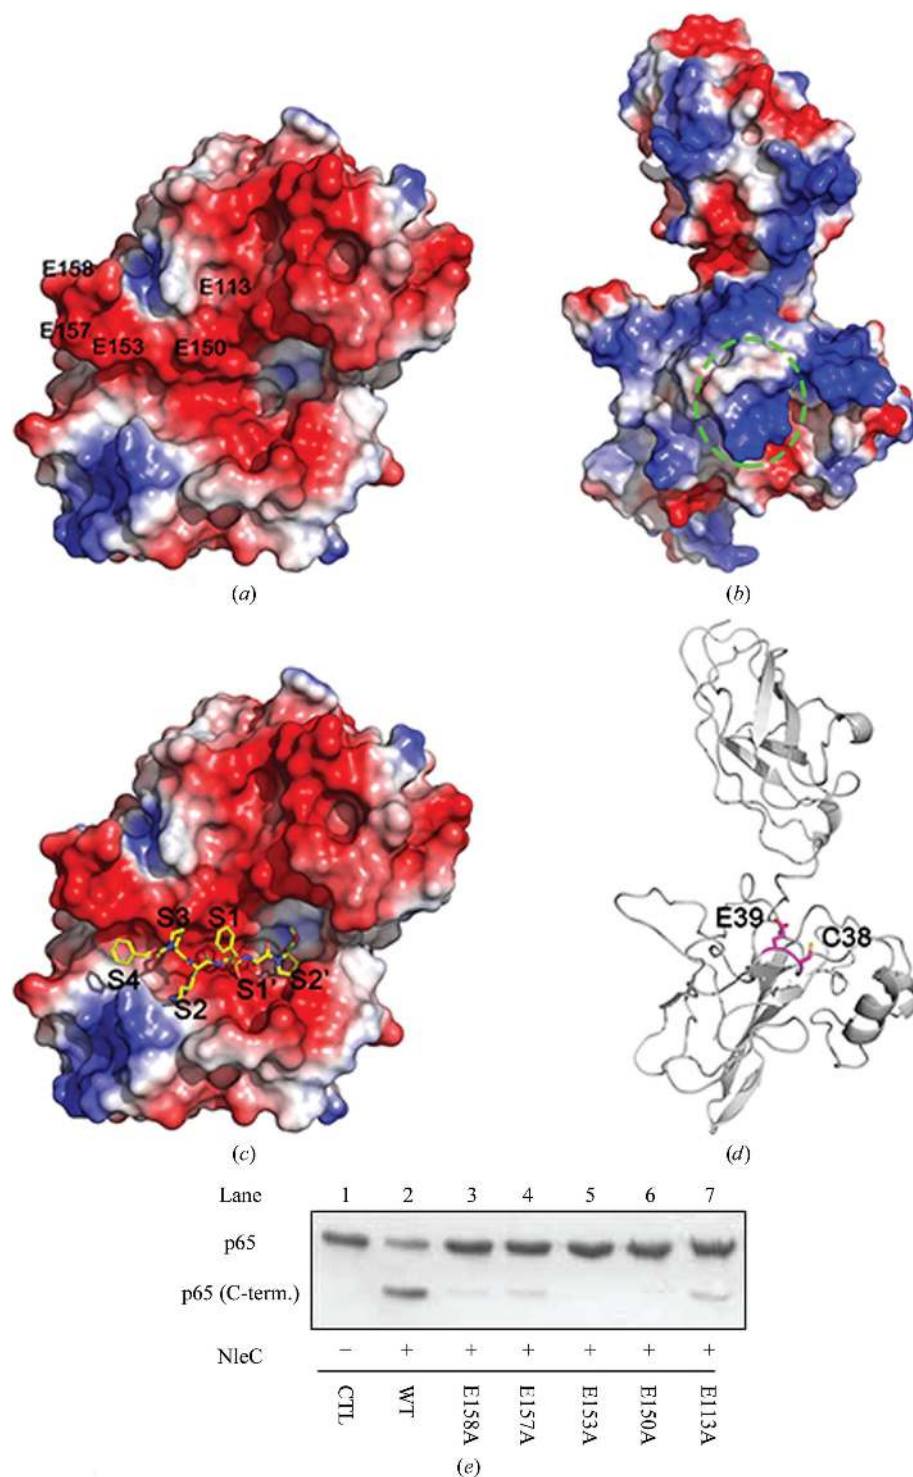 E158
E113
E157
E153
E150
(a)
(b)
S3
S1
S4
S2
S1'
S2'
E39
C38
(c)
(d)
Lane 1 2 3 4 5 6 7
p65
p65 (C-term.)
NleC − + + + + + +
CTL
WT
E158A
E157A
E153A
E150A
E113A
(e)